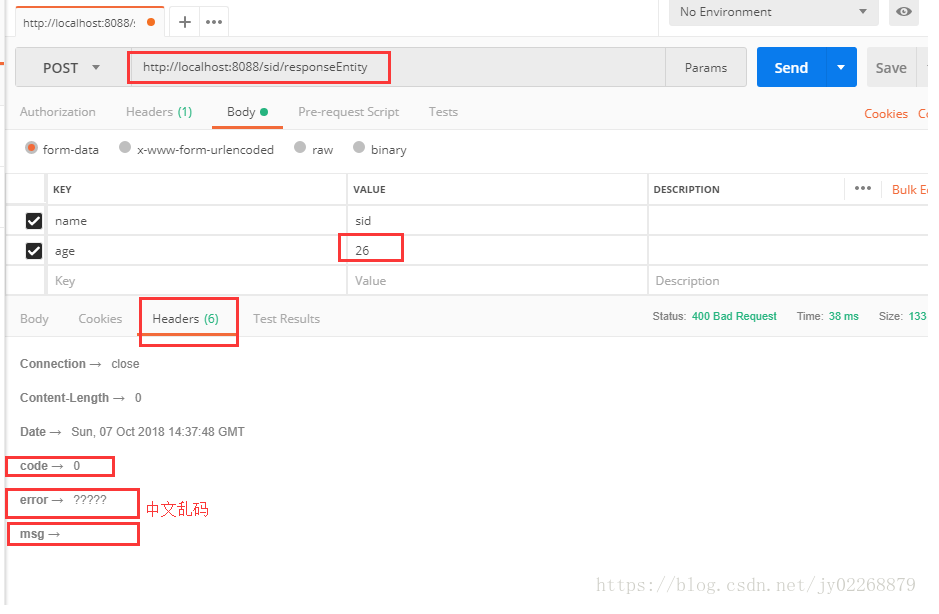 http://localhost:8088/s
No Environment
POST
http://localhost:8088/sid/responseEntity
Params
Send
Save
Authorization
Headers (1)
Body
Pre-request Script
Tests
Cookies
form-data
x-www-form-urlencoded
raw
binary
KEY
VALUE
DESCRIPTION
Bulk E
name
sid
age
26
Key
Value
Description
Body
Cookies
Headers (6)
Test Results
Status: 400 Bad Request
Time: 38 ms
Size: 133
Connection → close
Content-Length → 0
Date → Sun, 07 Oct 2018 14:37:48 GMT
code → 0
error → ?????
中文乱码
msg →
https://blog.csdn.net/jy02268879